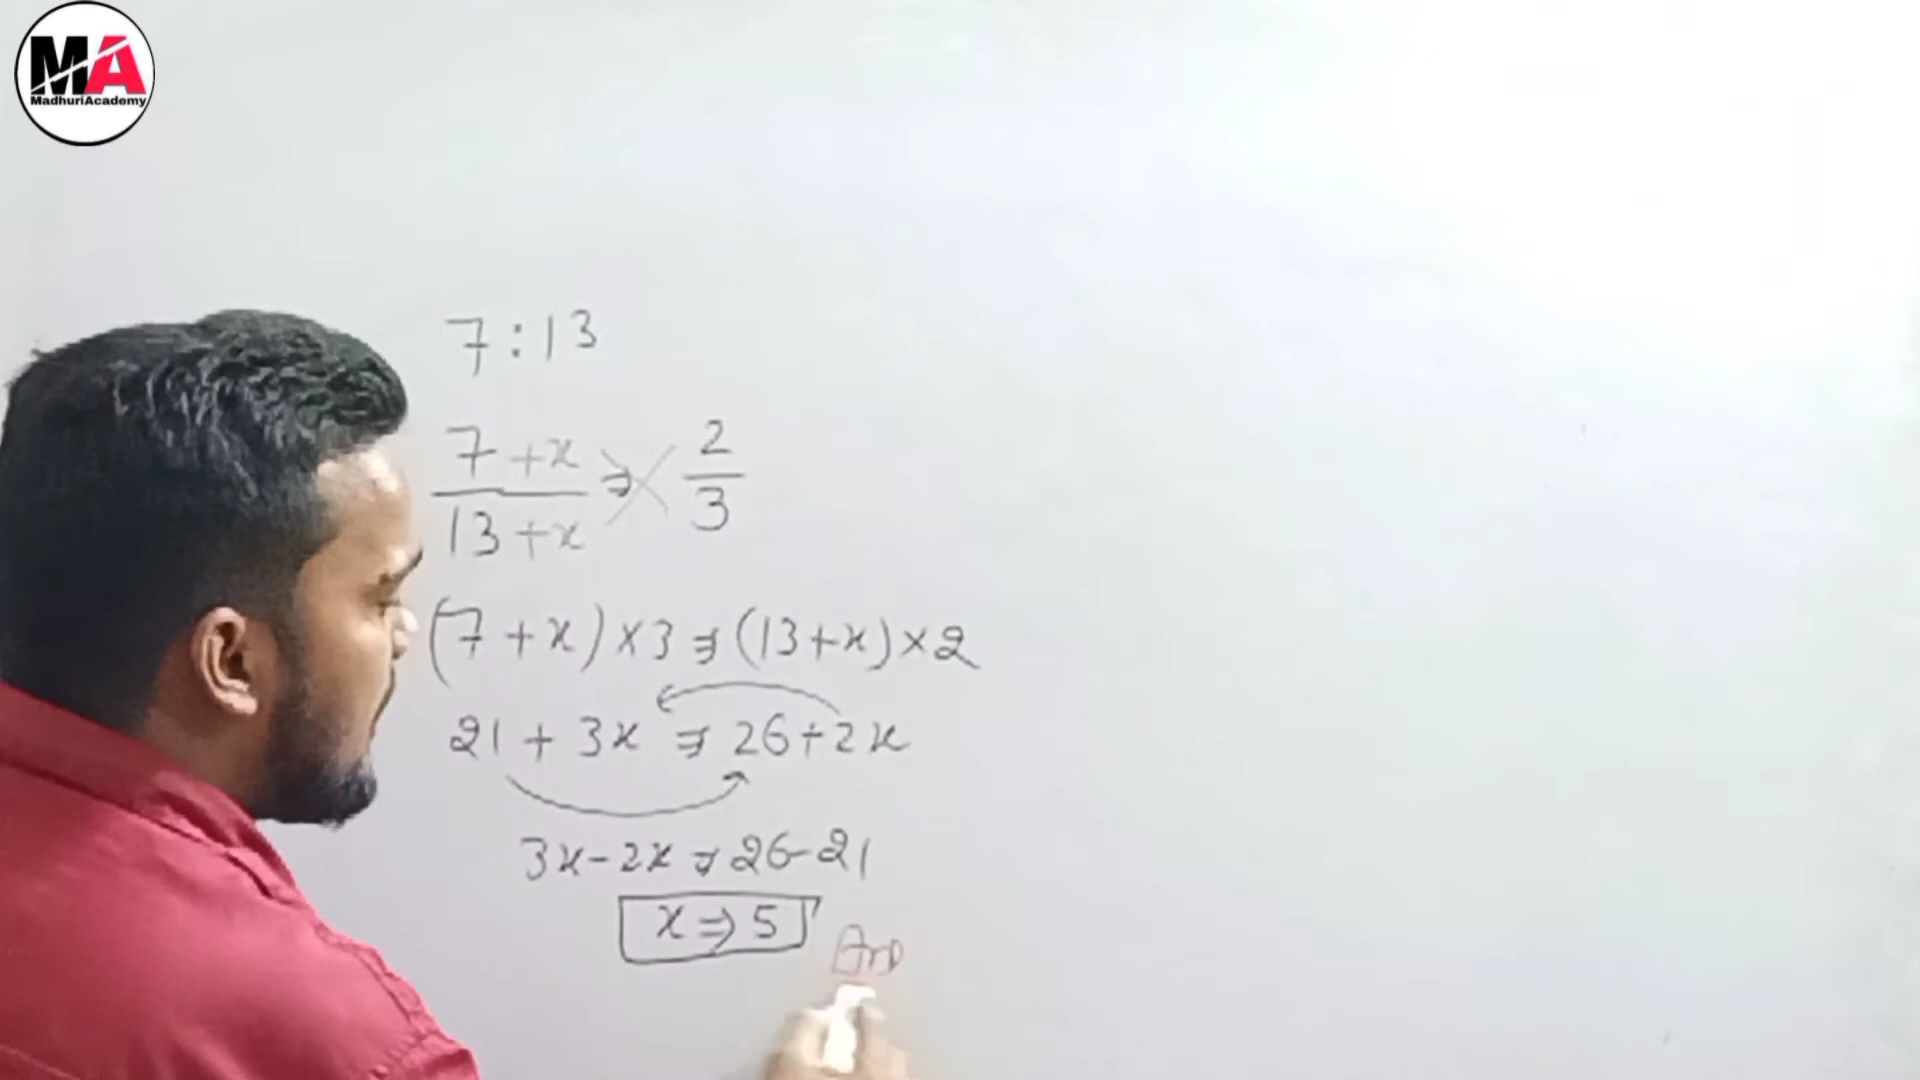 MA
MadhuriAcademy
7 : 13
7 + x / 13 + x ⇒ 2 / 3
(7 + x) × 3 ⇒ (13 + x) × 2
21 + 3x ⇒ 26 + 2x
3x - 2x ⇒ 26 - 21
x ⇒ 5